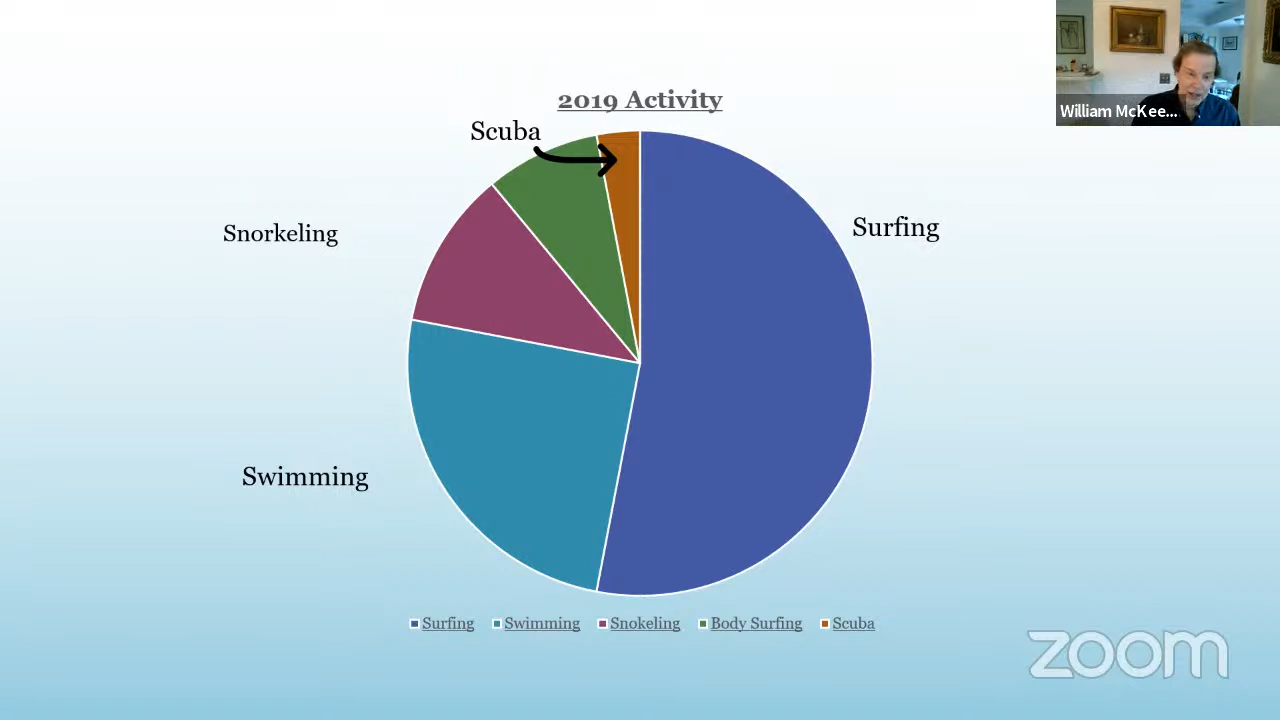 William McKee...
2019 Activity
Scuba
Snorkeling
Surfing
Swimming
Surfing Swimming Snokeling Body Surfing Scuba
zoom